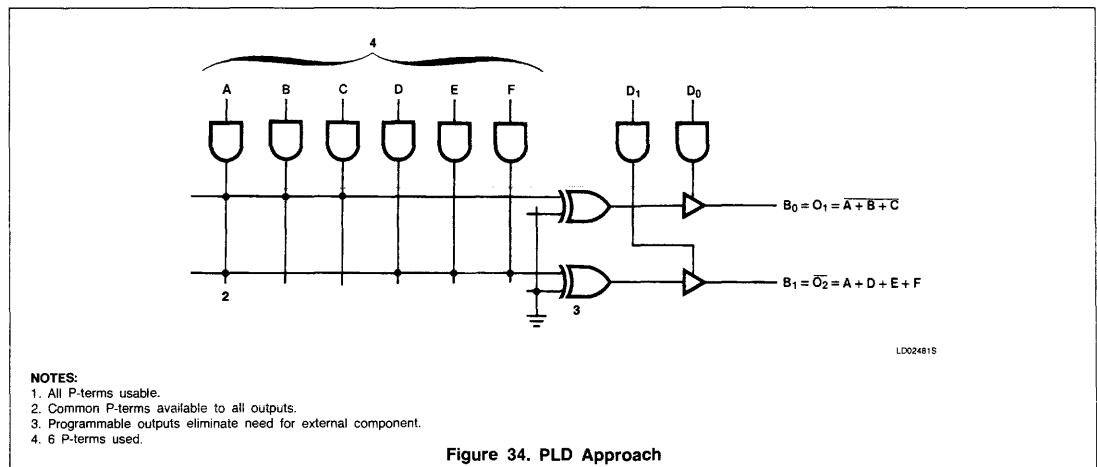 4
A B C D E F D₁ D₀
B₀ = O₁ = \overline{A + B + C}
B₁ = \overline{O₂} = A + D + E + F
2
3
LD02481S
NOTES:
1. All P-terms usable.
2. Common P-terms available to all outputs.
3. Programmable outputs eliminate need for external component.
4. 6 P-terms used.
Figure 34. PLD Approach